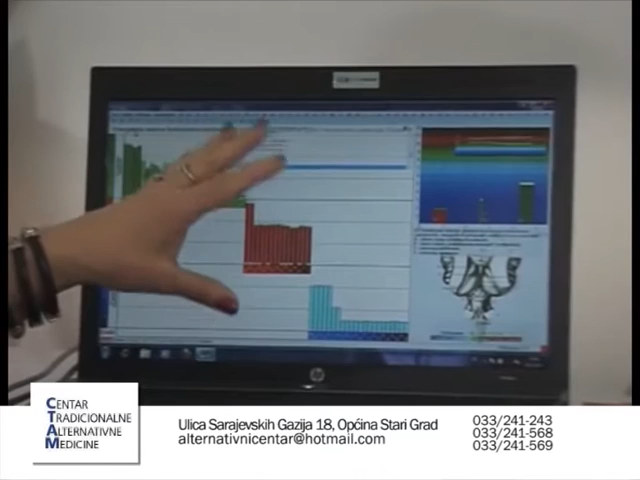 CENTAR
TRADICIONALNE
ALTERNATIVNE
MEDICINE
Ulica Sarajevskih Gazija 18, Općina Stari Grad
alternativnicentar@hotmail.com
033/241-243
033/241-568
033/241-569
hp